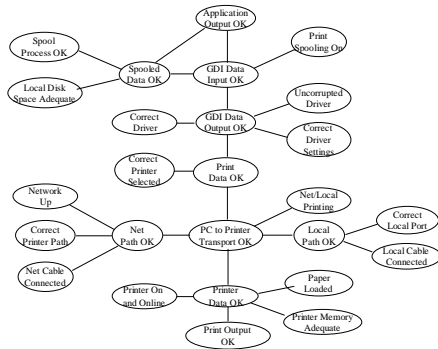 Application
Output OK
Spool
Process OK
Print
Spooling On
Spooled
Data OK
GDI Data
Input OK
Local Disk
Space Adequate
Uncorrupted
Driver
Correct
Driver
GDI Data
Output OK
Correct
Driver
Settings
Correct
Printer
Selected
Print
Data OK
Network
Up
Net/Local
Printing
Correct
Local Port
Correct
Printer Path
Net
Path OK
PC to Printer
Transport OK
Local
Path OK
Local Cable
Connected
Net Cable
Connected
Paper
Loaded
Printer On
and Online
Printer
Data OK
Printer Memory
Adequate
Print Output
OK